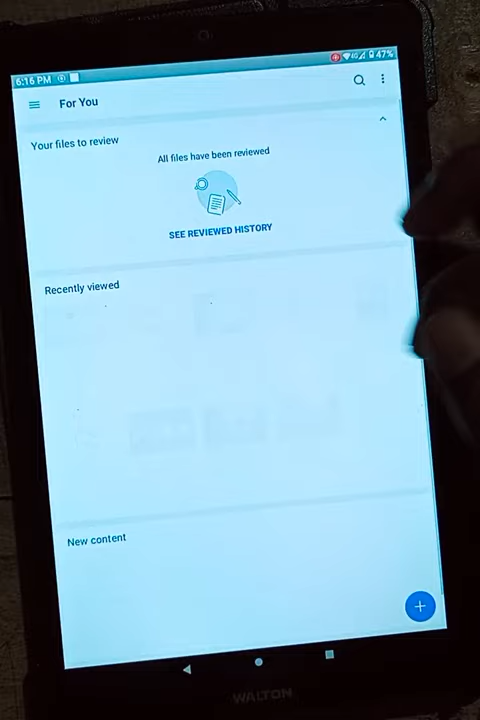 6:16 PM
4G 47%
For You
Your files to review
All files have been reviewed
SEE REVIEWED HISTORY
Recently viewed
New content
WALTON